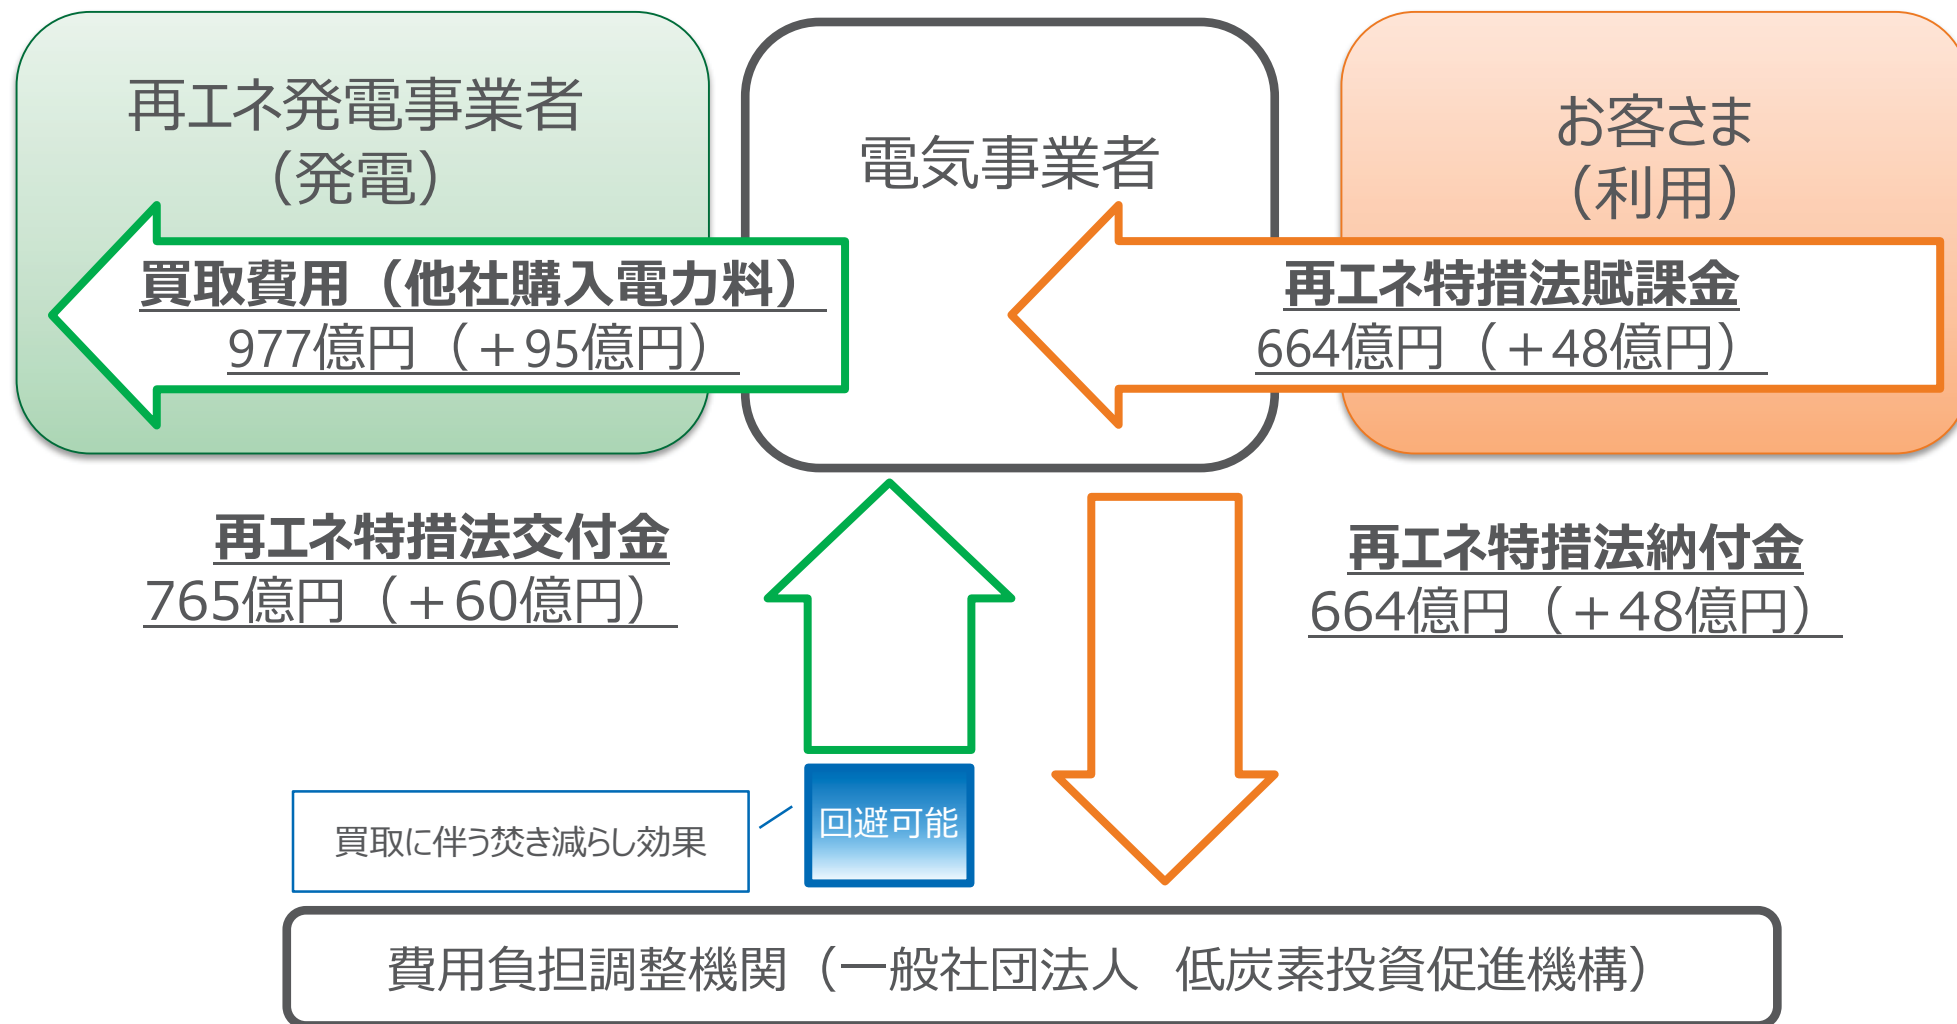 再エネ発電事業者
（発電）
電気事業者
お客さま
（利用）
買取費用（他社購入電力料）
977億円（＋95億円）
再エネ特措法賦課金
664億円（＋48億円）
再エネ特措法交付金
765億円（＋60億円）
再エネ特措法納付金
664億円（＋48億円）
回避可能
買取に伴う焚き減らし効果
費用負担調整機関（一般社団法人　低炭素投資促進機構）